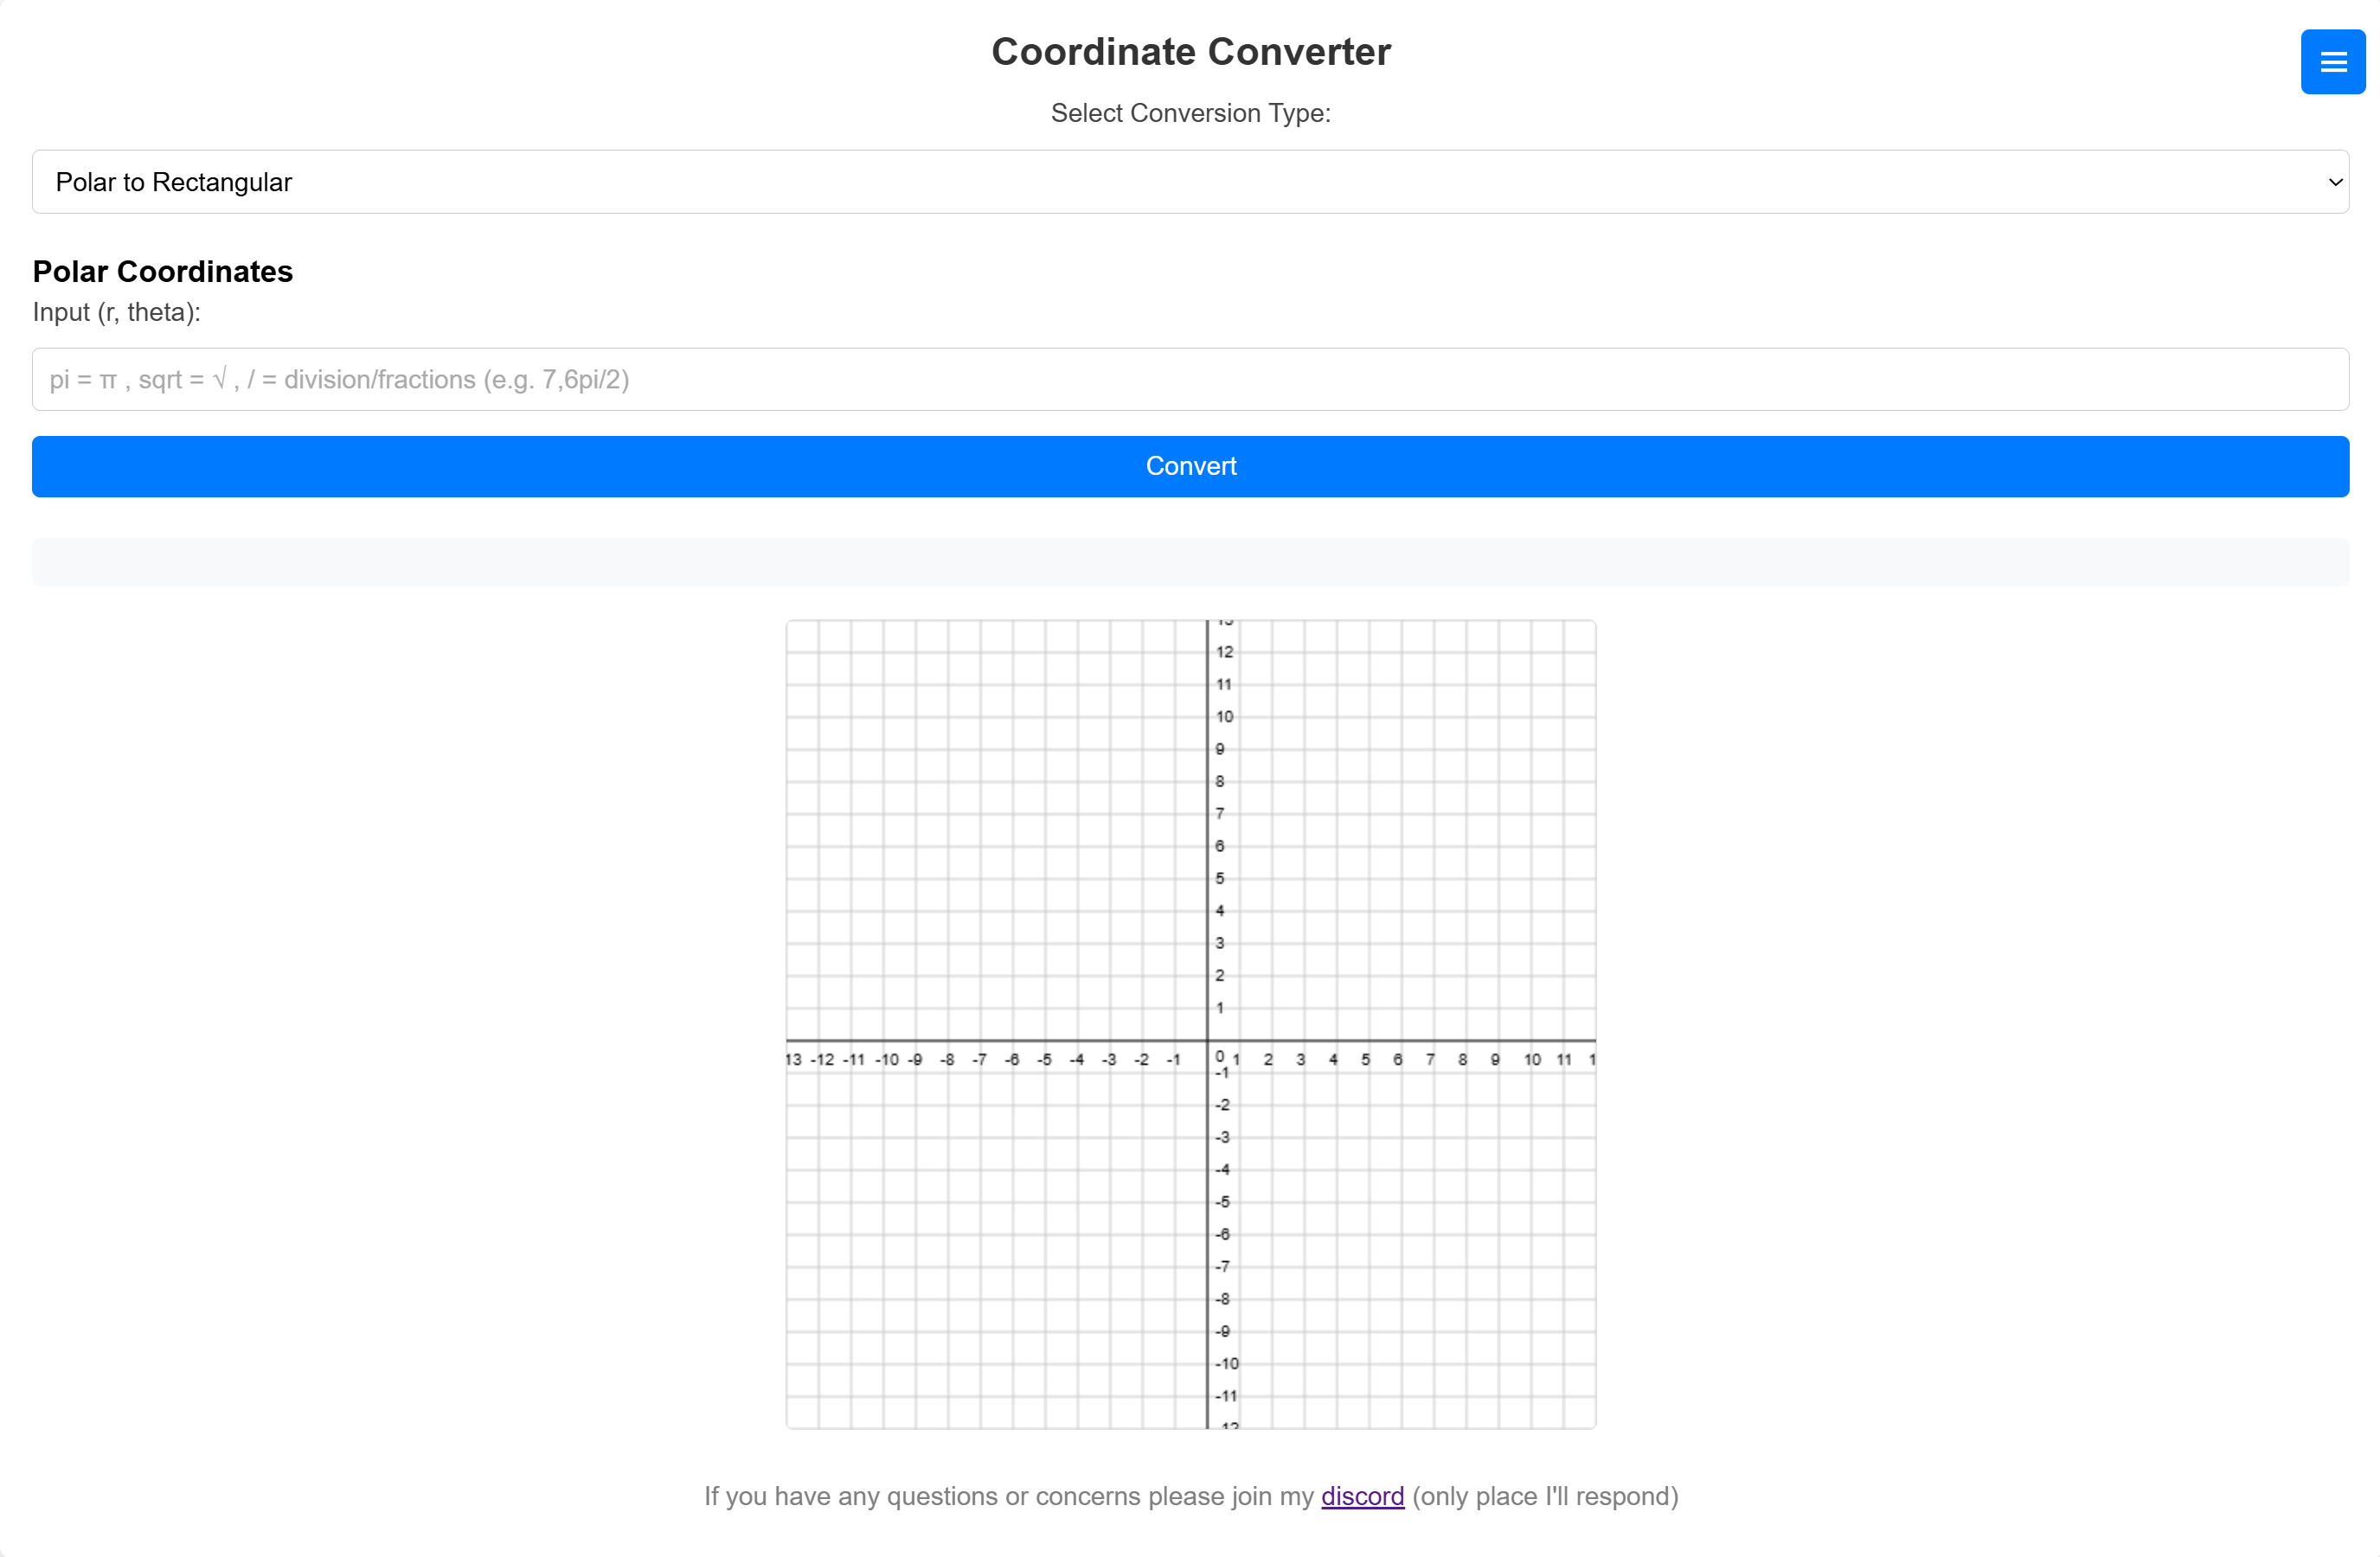 Coordinate Converter
Select Conversion Type:
Polar to Rectangular
Polar Coordinates
Input (r, theta):
pi = π , sqrt = √ , / = division/fractions (e.g. 7,6pi/2)
Convert
12
11
10
9
8
7
6
5
4
3
2
1
13 -12 -11 -10 -9 -8 -7 -6 -5 -4 -3 -2 -1 0 1 2 3 4 5 6 7 8 9 10 11 1
-1
-2
-3
-4
-5
-6
-7
-8
-9
-10
-11
If you have any questions or concerns please join my discord (only place I'll respond)